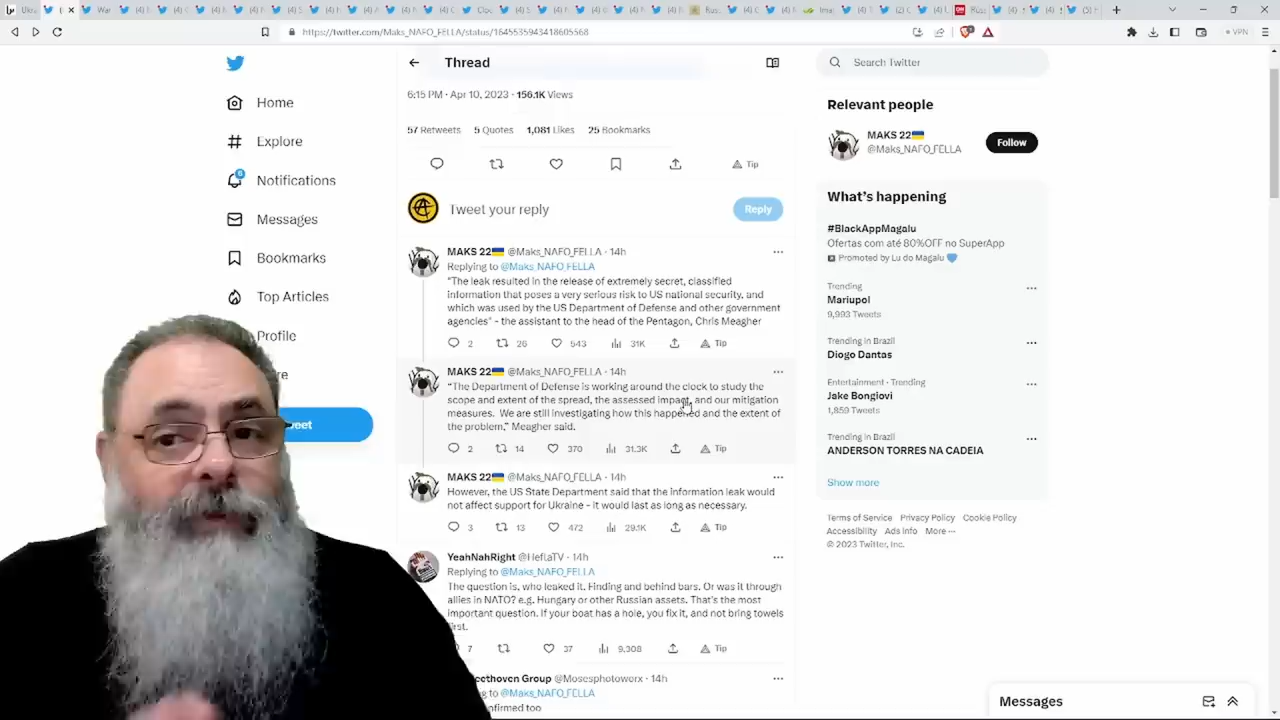 https://twitter.com/Maks_NAFO_FELLA/status/1645535943418605568
VPN
Home
Explore
6
Notifications
Messages
Bookmarks
Top Articles
Profile
Thread
6:15 PM · Apr 10, 2023 · 156.1K Views
57 Retweets 5 Quotes 1,081 Likes 25 Bookmarks
Tip
Tweet your reply
Reply
MAKS 22 @Maks_NAFO_FELLA · 14h
Replying to @Maks_NAFO_FELLA
"The leak resulted in the release of extremely secret, classified
information that poses a very serious risk to US national security, and
which was used by the US Department of Defense and other government
agencies" - the assistant to the head of the Pentagon, Chris Meagher
2 26 543 31K Tip
MAKS 22 @Maks_NAFO_FELLA · 14h
"The Department of Defense is working around the clock to study the
scope and extent of the spread, the assessed impact, and our mitigation
measures. We are still investigating how this happened and the extent of
the problem," Meagher said.
2 14 370 31.3K Tip
MAKS 22 @Maks_NAFO_FELLA · 14h
However, the US State Department said that the information leak would
not affect support for Ukraine - it would last as long as necessary.
3 13 472 29.1K Tip
YeahNahRight · 14h
Replying to @Maks_NAFO_FELLA
The question is, who leaked it. Finding and behind bars. Or was it through
allies in NATO? e.g. Hungary or other Russian assets. That's the most
important question. If your boat has a hole, you fix it, and not bring towels
first.
7 37 9,308 Tip
eethoven Group @Mosesphotoworx · 14h
ng to @Maks_NAFO_FELLA
nfirmed too
Search Twitter
Relevant people
MAKS 22
@Maks_NAFO_FELLA
Follow
What's happening
#BlackAppMagalu
Ofertas com até 80%OFF no SuperApp
Promoted by Lu do Magalu
Trending
Mariupol
9,993 Tweets
Trending in Brazil
Diogo Dantas
Entertainment · Trending
Jake Bongiovi
1,859 Tweets
Trending in Brazil
ANDERSON TORRES NA CADEIA
Show more
Terms of Service Privacy Policy Cookie Policy
Accessibility Ads info More ···
© 2023 Twitter, Inc.
Messages